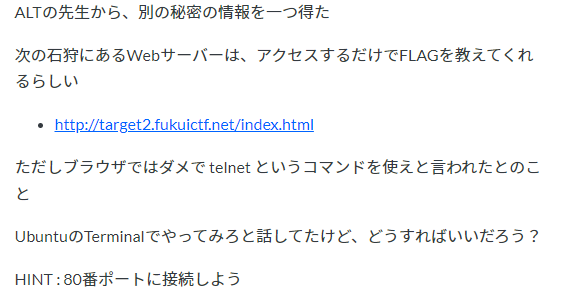 ALTの先生から、別の秘密の情報を一つ得た
次の石狩にあるWebサーバーは、アクセスするだけでFLAGを教えてくれ
るらしい
• http://target2.fukuictf.net/index.html
ただしブラウザではダメで telnet というコマンドを使えと言われたとのこ
と
UbuntuのTerminalでやってみろと話してたけど、どうすればいいだろう？
HINT : 80番ポートに接続しよう